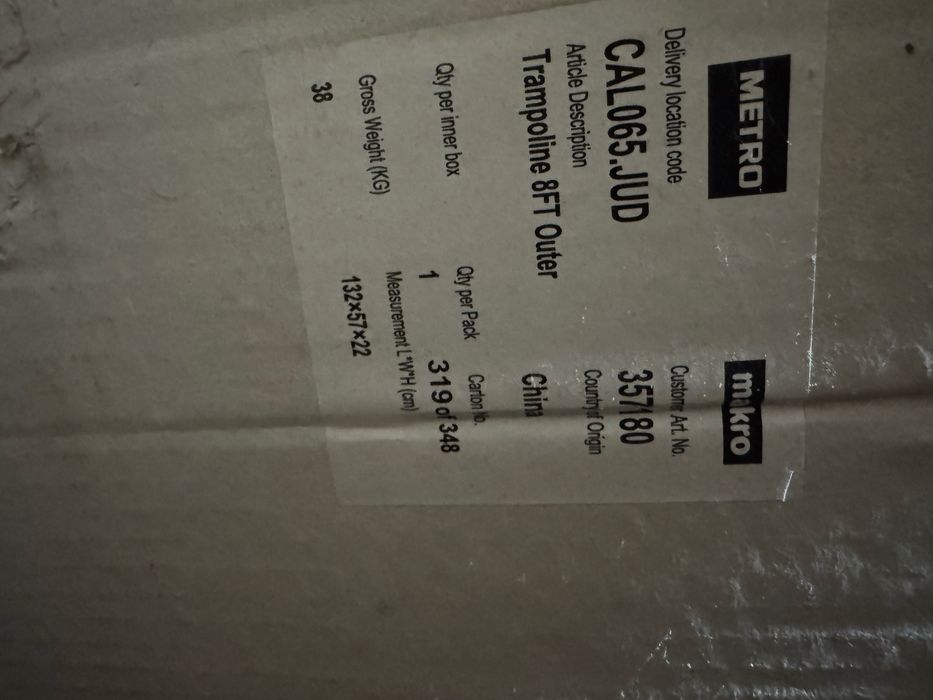 METRO makro
Delivery location code Custom Art. No.
CAL065.JUD 357180
Article Description Country Origin
Trampoline 8FT Outer China
Qty per inner box Qty per Pack Carton No.
1 319 of 348
Gross Weight (KG) Measurement L*W*H (cm)
38 132×57×22